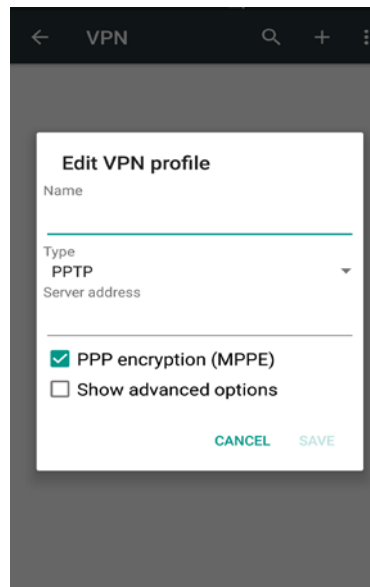 VPN
Edit VPN profile
Name
Type
PPTP
Server address
PPP encryption (MPPE)
Show advanced options
CANCEL SAVE